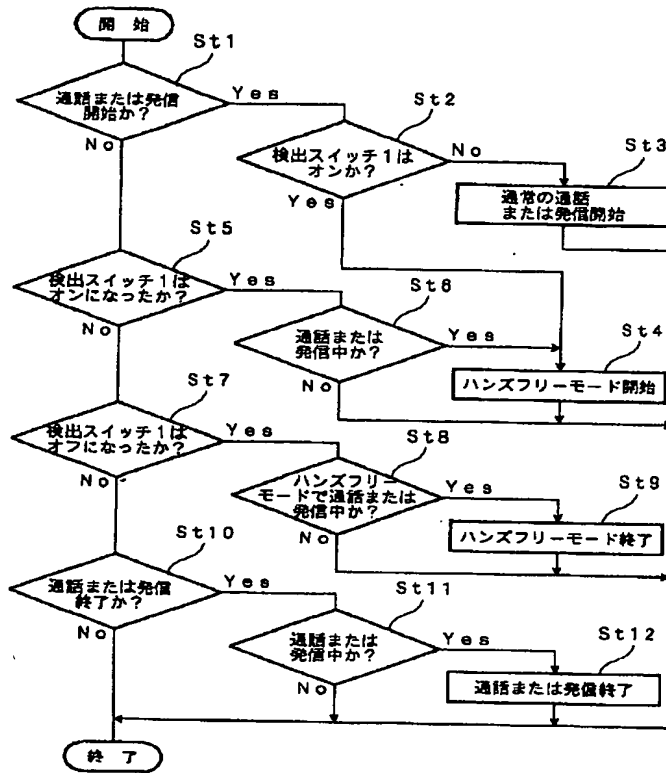 開始
St1
通話または発信
開始か？
Yes
No
St2
検出スイッチ1は
オンか？
No
Yes
St3
通常の通話
または発信開始
St5
検出スイッチ1は
オンになったか？
Yes
No
St6
通話または
発信中か？
Yes
No
St4
ハンズフリーモード開始
St7
検出スイッチ1は
オフになったか？
Yes
No
St8
ハンズフリー
モードで通話または
発信中か？
Yes
No
St9
ハンズフリーモード終了
St10
通話または発信
終了か？
Yes
No
St11
通話または
発信中か？
Yes
No
St12
通話または発信終了
終了